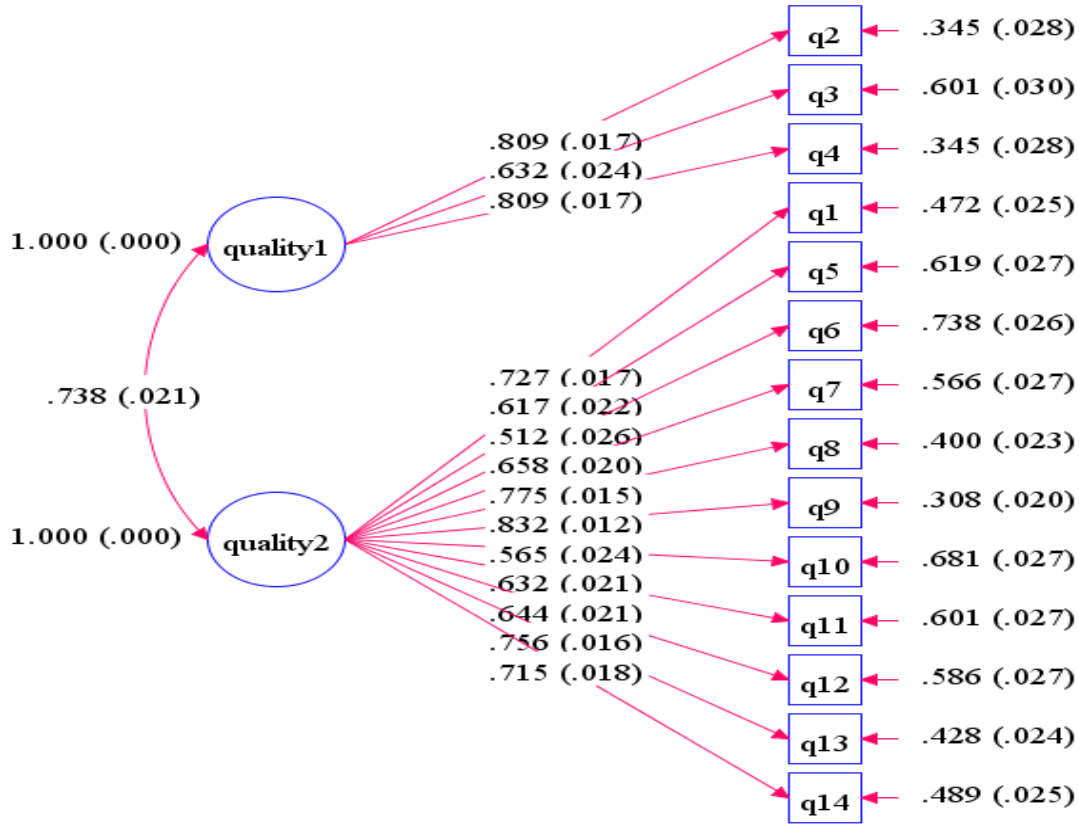 q2 .345 (.028)
q3 .601 (.030)
.809 (.017)
q4 .345 (.028)
.632 (.024)
.809 (.017)
q1 .472 (.025)
1.000 (.000) quality1
q5 .619 (.027)
q6 .738 (.026)
.727 (.017)
q7 .566 (.027)
.738 (.021)
.617 (.022)
.512 (.026)
q8 .400 (.023)
.658 (.020)
.775 (.015)
q9 .308 (.020)
.832 (.012)
1.000 (.000) quality2
.565 (.024)
q10 .681 (.027)
.632 (.021)
.644 (.021)
q11 .601 (.027)
.756 (.016)
.715 (.018)
q12 .586 (.027)
q13 .428 (.024)
q14 .489 (.025)